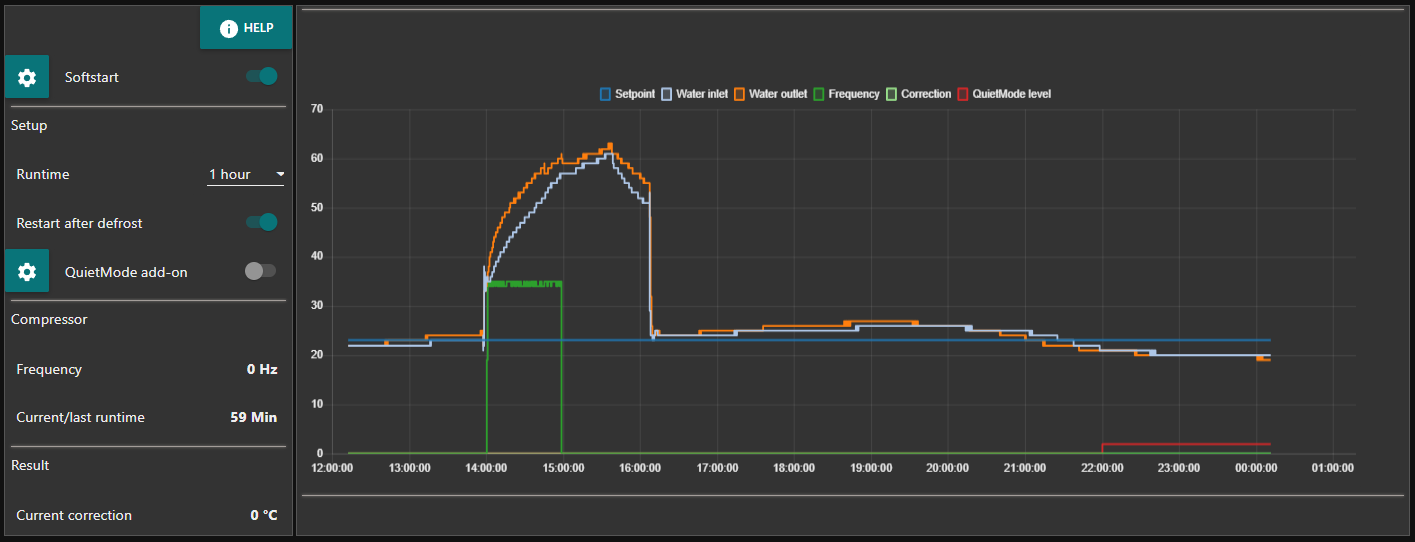 HELP
Softstart
Setup
Runtime 1 hour
Restart after defrost
QuietMode add-on
Compressor
Frequency 0 Hz
Current/last runtime 59 Min
Result
Current correction 0 °C
Setpoint Water inlet Water outlet Frequency Correction QuietMode level
70
60
50
40
30
20
10
0
12:00:00 13:00:00 14:00:00 15:00:00 16:00:00 17:00:00 18:00:00 19:00:00 20:00:00 21:00:00 22:00:00 23:00:00 00:00:00 01:00:00